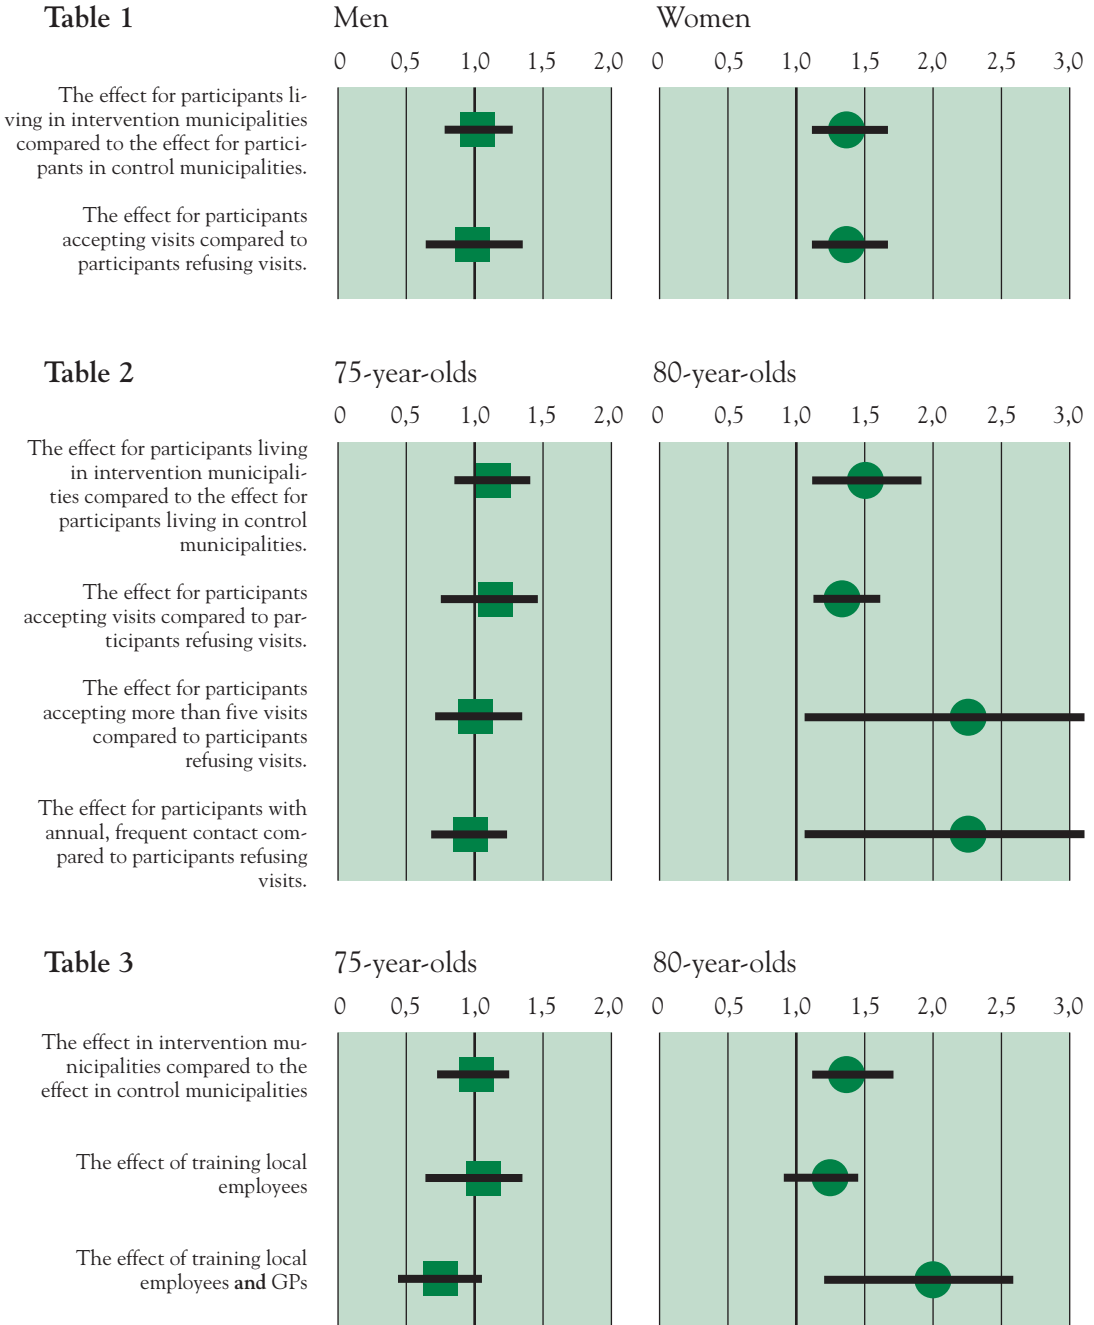 Table 1
Men
Women
0 0,5 1,0 1,5 2,0
0 0,5 1,0 1,5 2,0 2,5 3,0
The effect for participants li-
ving in intervention municipalities
compared to the effect for partici-
pants in control municipalities.
The effect for participants
accepting visits compared to
participants refusing visits.
Table 2
75-year-olds
80-year-olds
0 0,5 1,0 1,5 2,0
0 0,5 1,0 1,5 2,0 2,5 3,0
The effect for participants living
in intervention municipali-
ties compared to the effect for
participants living in control
municipalities.
The effect for participants
accepting visits compared to par-
ticipants refusing visits.
The effect for participants
accepting more than five visits
compared to participants
refusing visits.
The effect for participants with
annual, frequent contact com-
pared to participants refusing
visits.
Table 3
75-year-olds
80-year-olds
0 0,5 1,0 1,5 2,0
0 0,5 1,0 1,5 2,0 2,5 3,0
The effect in intervention mu-
nicipalities compared to the
effect in control municipalities
The effect of training local
employees
The effect of training local
employees and GPs